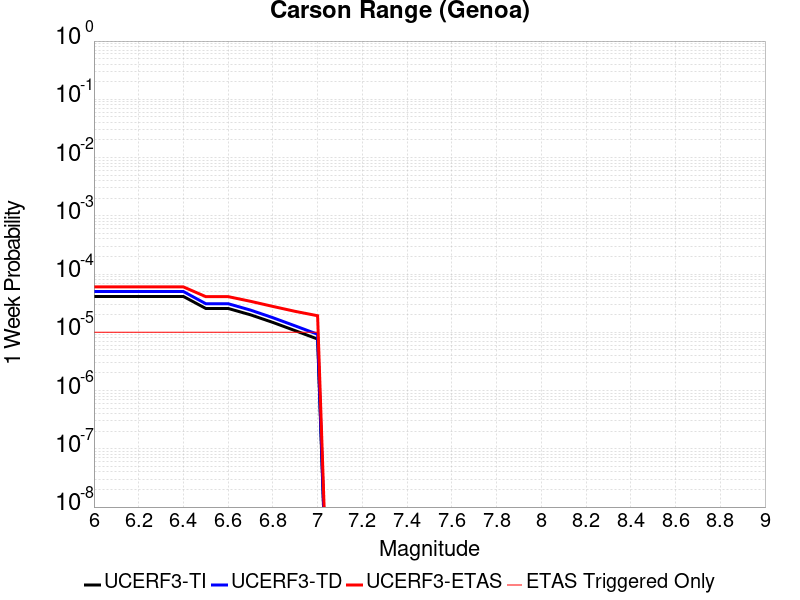 Carson Range (Genoa)
10 0
10 -1
10 -2
10 -3
10 -4
10 -5
10 -6
10 -7
10 -8
1 Week Probability
6 6.2 6.4 6.6 6.8 7 7.2 7.4 7.6 7.8 8 8.2 8.4 8.6 8.8 9
Magnitude
UCERF3-TI UCERF3-TD UCERF3-ETAS ETAS Triggered Only